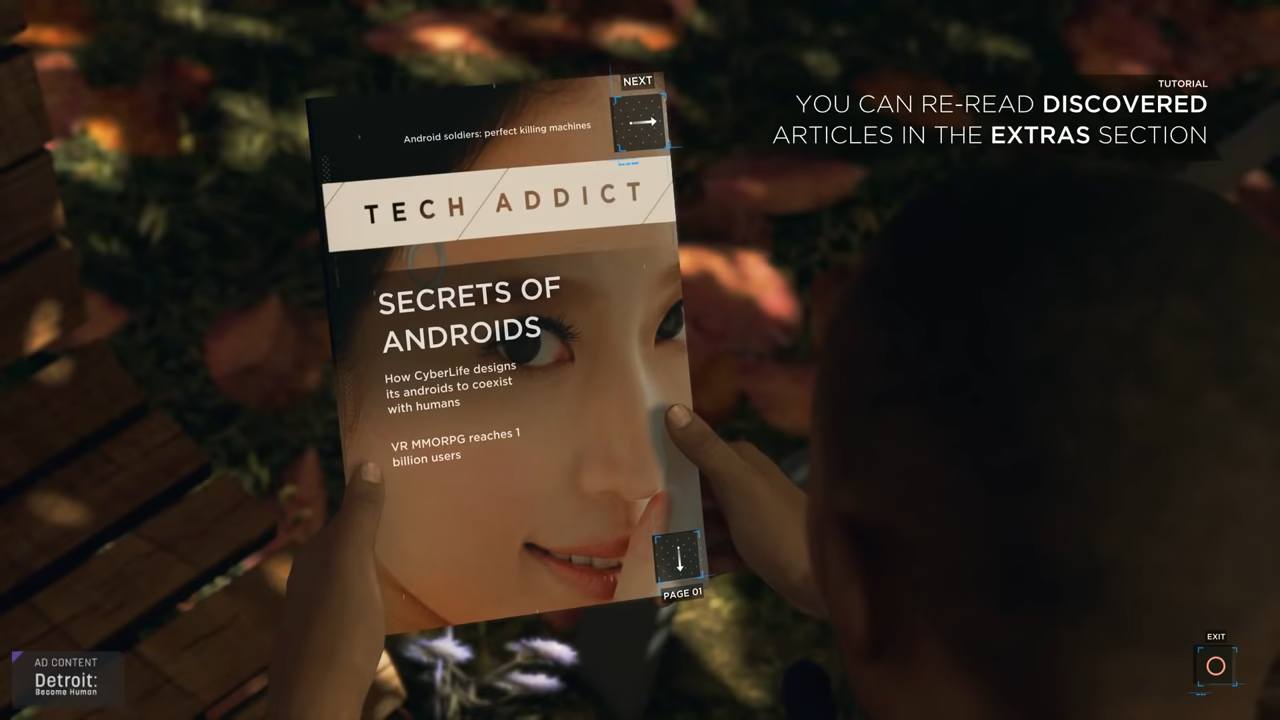 NEXT
Android soldiers: perfect killing machines
TECH ADDICT
SECRETS OF
ANDROIDS
How CyberLife designs
its androids to coexist
with humans
VR MMORPG reaches 1
billion users
PAGE 01
TUTORIAL
YOU CAN RE-READ DISCOVERED
ARTICLES IN THE EXTRAS SECTION
AD CONTENT
Detroit:
Become Human
EXIT